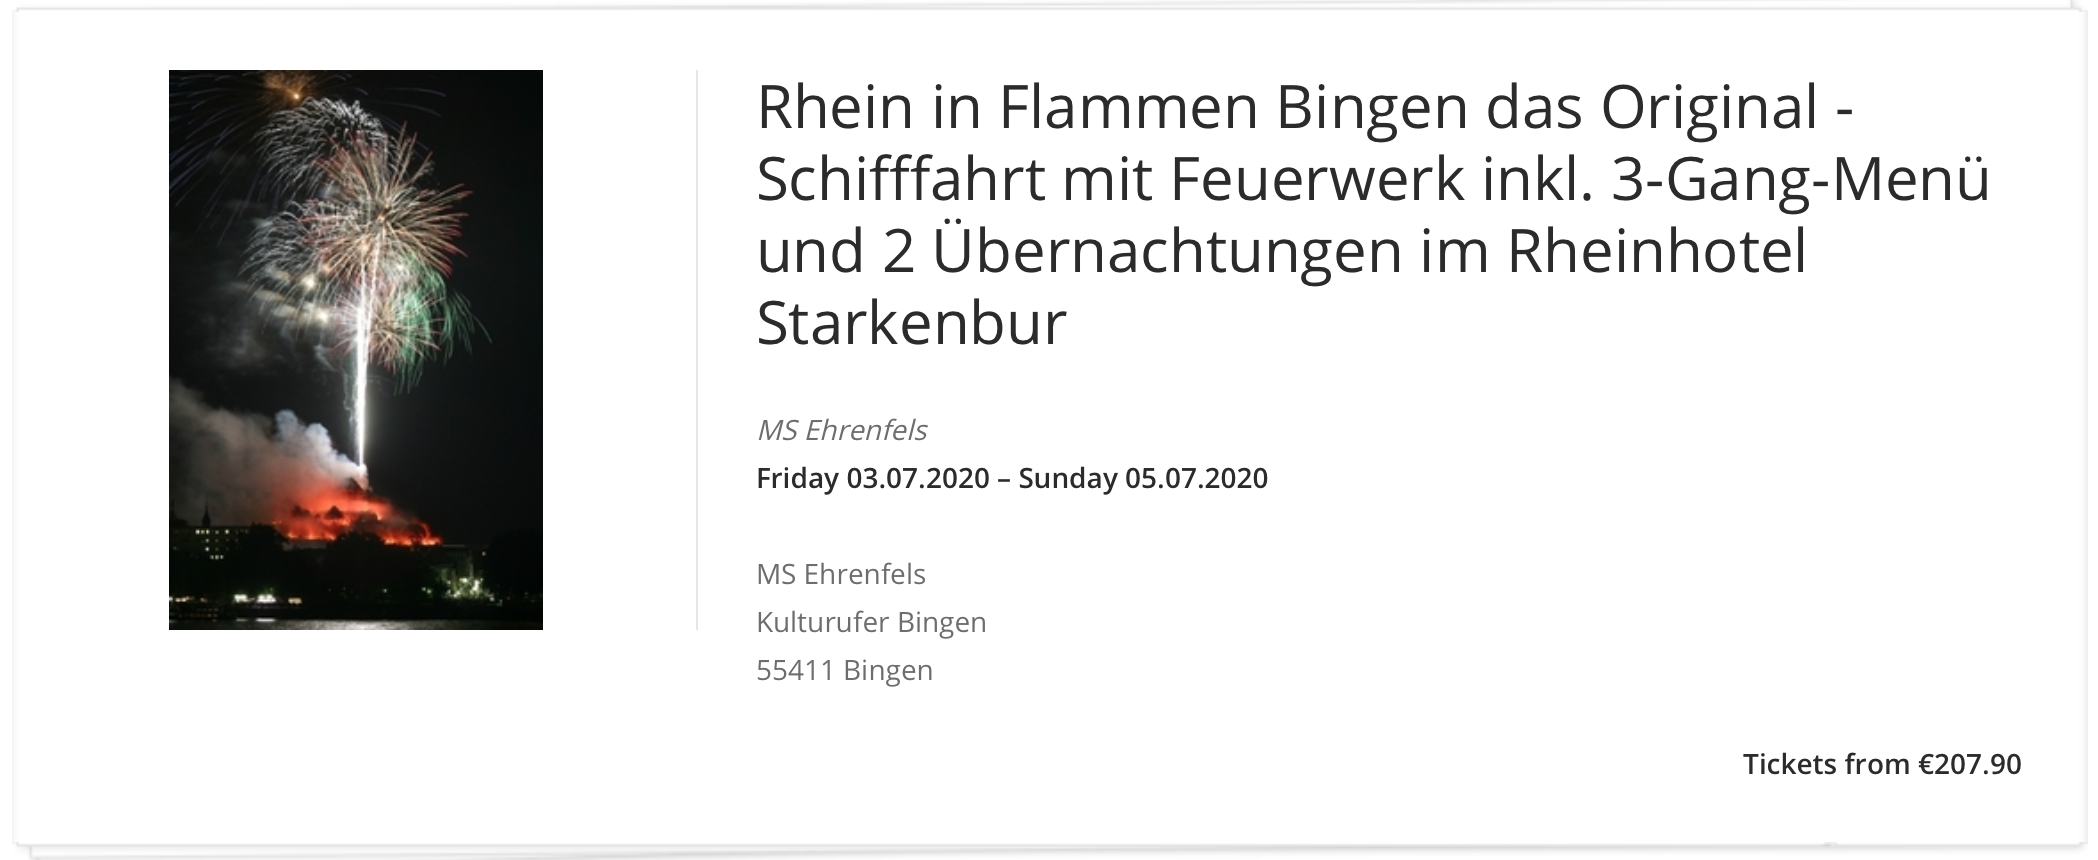 Rhein in Flammen Bingen das Original -
Schifffahrt mit Feuerwerk inkl. 3-Gang-Menü
und 2 Übernachtungen im Rheinhotel
Starkenbur
MS Ehrenfels
Friday 03.07.2020 – Sunday 05.07.2020
MS Ehrenfels
Kulturufer Bingen
55411 Bingen
Tickets from €207.90